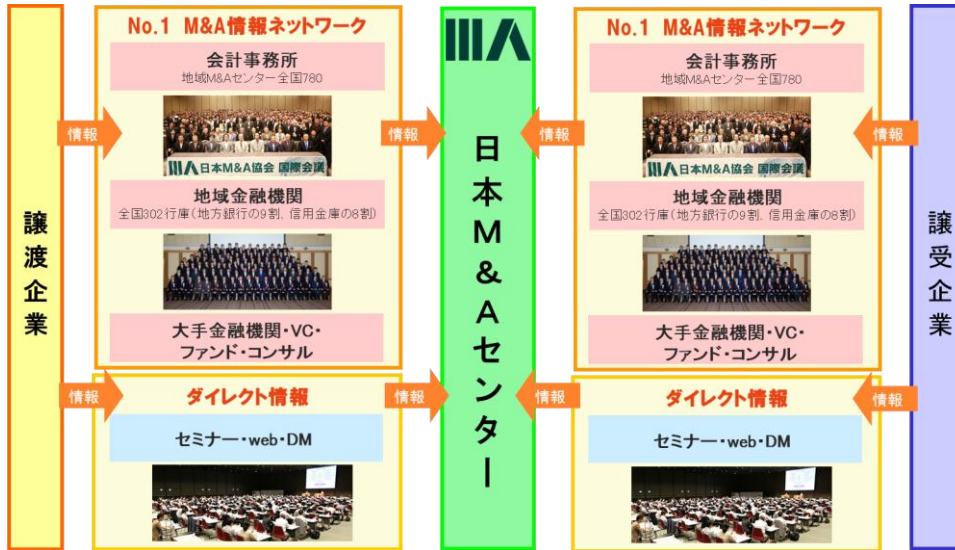 譲渡企業
情報
情報
No.1 M&A情報ネットワーク
会計事務所
地域M&Aセンター全国780
日本M&A協会 国際会議
地域金融機関
全国302行庫(地方銀行の9割, 信用金庫の8割)
大手金融機関・VC・
ファンド・コンサル
ダイレクト情報
セミナー・web・DM
情報
情報
日本M&Aセンター
情報
情報
No.1 M&A情報ネットワーク
会計事務所
地域M&Aセンター全国780
日本M&A協会 国際会議
地域金融機関
全国302行庫(地方銀行の9割, 信用金庫の8割)
大手金融機関・VC・
ファンド・コンサル
ダイレクト情報
セミナー・web・DM
情報
情報
譲受企業